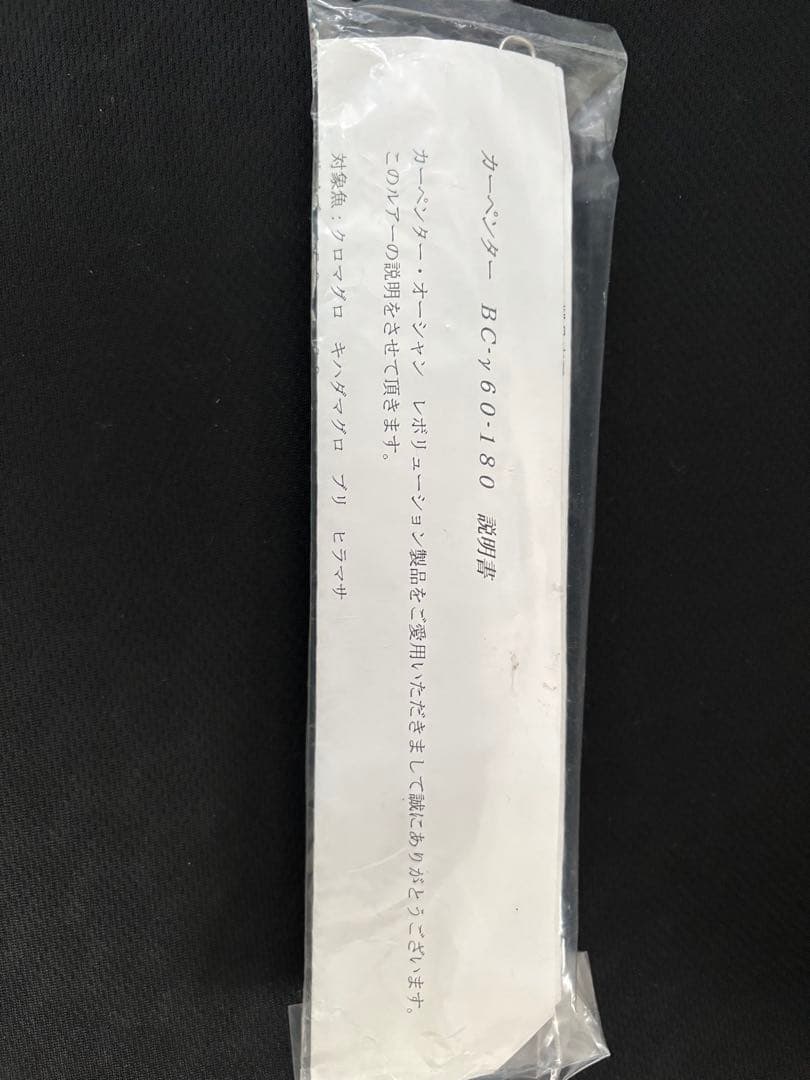 カーペンター BC-γ60-180 説明書
カーペンター・オーシャン レボリューション製品をご愛用いただきまして誠にありがとうございます。
このルアーの説明をさせて頂きます。
対象魚：クロマグロ キハダマグロ ブリ ヒラマサ